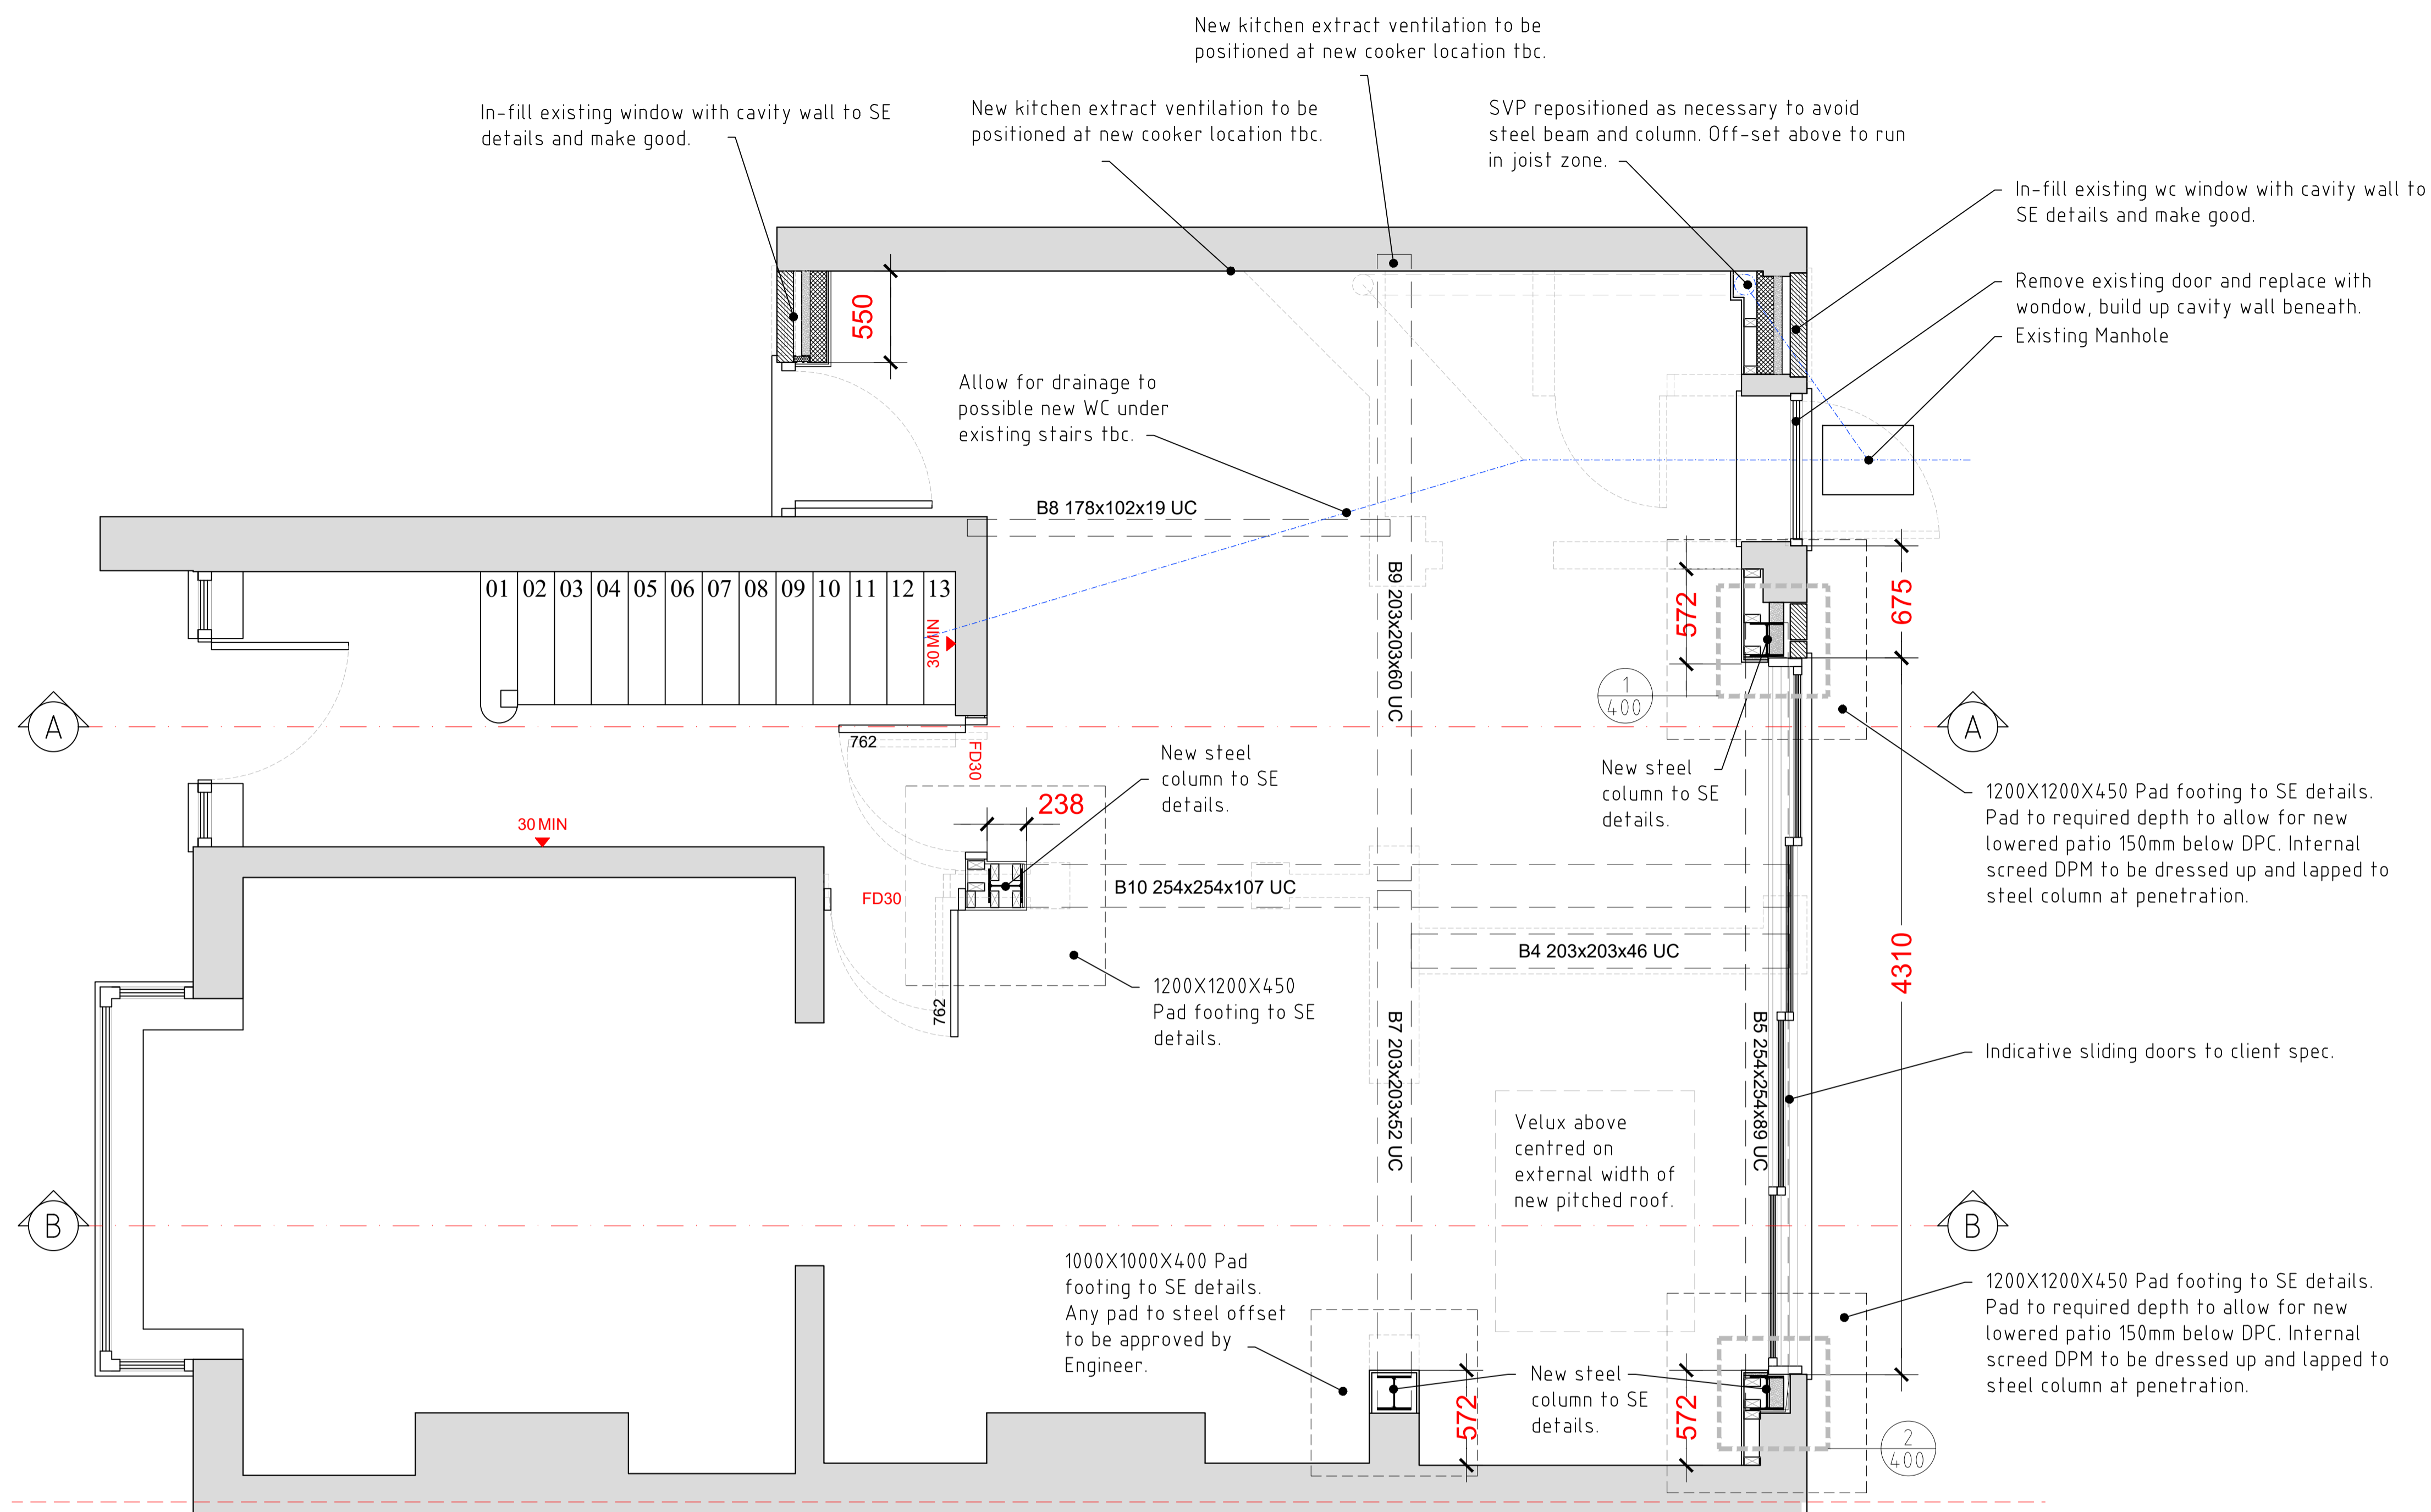 New kitchen extract ventilation to be
positioned at new cooker location tbc.
In-fill existing window with cavity wall to SE
details and make good.
New kitchen extract ventilation to be
positioned at new cooker location tbc.
SVP repositioned as necessary to avoid
steel beam and column. Off-set above to run
in joist zone.
In-fill existing wc window with cavity wall to
SE details and make good.
Remove existing door and replace with
wondow, build up cavity wall beneath.
Existing Manhole
550
Allow for drainage to
possible new WC under
existing stairs tbc.
B8 178x102x19 UC
B9 203x203x60 UC
01 02 03 04 05 06 07 08 09 10 11 12 13
30 MIN
572
675
1
400
A
A
762
FD30
New steel
column to SE
details.
New steel
column to SE
details.
1200X1200X450 Pad footing to SE details.
Pad to required depth to allow for new
lowered patio 150mm below DPC. Internal
screed DPM to be dressed up and lapped to
steel column at penetration.
238
30 MIN
FD30
B10 254x254x107 UC
B4 203x203x46 UC
4310
762
1200X1200X450
Pad footing to SE
details.
B7 203x203x52 UC
B5 254x254x89 UC
Indicative sliding doors to client spec.
Velux above
centred on
external width of
new pitched roof.
B
B
1000X1000X400 Pad
footing to SE details.
Any pad to steel offset
to be approved by
Engineer.
1200X1200X450 Pad footing to SE details.
Pad to required depth to allow for new
lowered patio 150mm below DPC. Internal
screed DPM to be dressed up and lapped to
steel column at penetration.
New steel
column to SE
details.
572
572
2
400